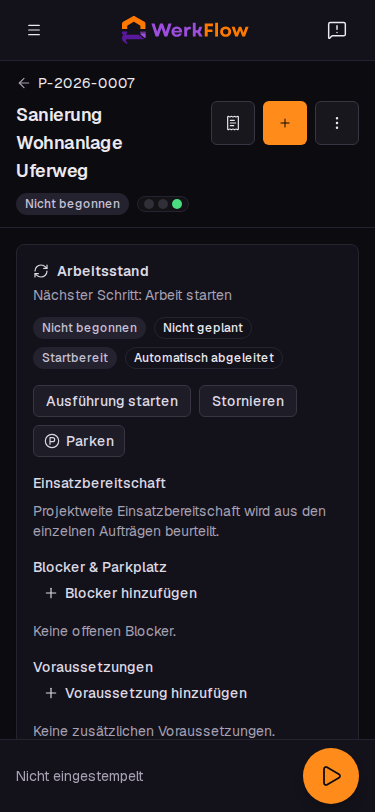 WerkFlow
P-2026-0007
Sanierung
Wohnanlage
Uferweg
Nicht begonnen
Arbeitsstand
Nächster Schritt: Arbeit starten
Nicht begonnen Nicht geplant
Startbereit Automatisch abgeleitet
Ausführung starten Stornieren
Parken
Einsatzbereitschaft
Projektweite Einsatzbereitschaft wird aus den
einzelnen Aufträgen beurteilt.
Blocker & Parkplatz
Blocker hinzufügen
Keine offenen Blocker.
Voraussetzungen
Voraussetzung hinzufügen
Keine zusätzlichen Voraussetzungen.
Nicht eingestempelt